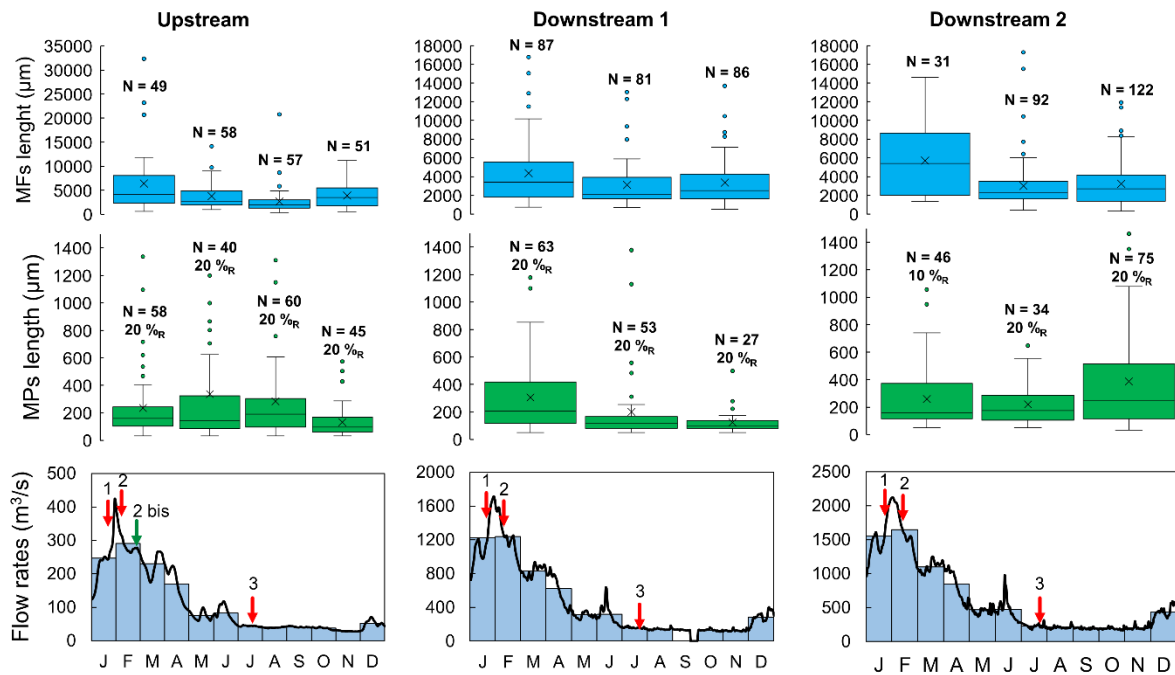 Upstream
Downstream 1
Downstream 2
MFs lenght (µm)
35000
30000
25000
20000
15000
10000
5000
0
N = 49
N = 58
N = 57
N = 51
18000
16000
14000
12000
10000
8000
6000
4000
2000
0
N = 87
N = 81
N = 86
18000
16000
14000
12000
10000
8000
6000
4000
2000
0
N = 31
N = 92
N = 122
MPs length (µm)
1400
1200
1000
800
600
400
200
0
N = 58
20 %R
N = 40
20 %R
N = 60
20 %R
N = 45
20 %R
1400
1200
1000
800
600
400
200
0
N = 63
20 %R
N = 53
20 %R
N = 27
20 %R
1400
1200
1000
800
600
400
200
0
N = 46
10 %R
N = 34
20 %R
N = 75
20 %R
Flow rates (m³/s)
500
400
300
200
100
0
1
2
2 bis
3
J F M A M J J A S O N D
2000
1600
1200
800
400
0
1
2
3
J F M A M J J A S O N D
2500
2000
1500
1000
500
0
1
2
3
J F M A M J J A S O N D